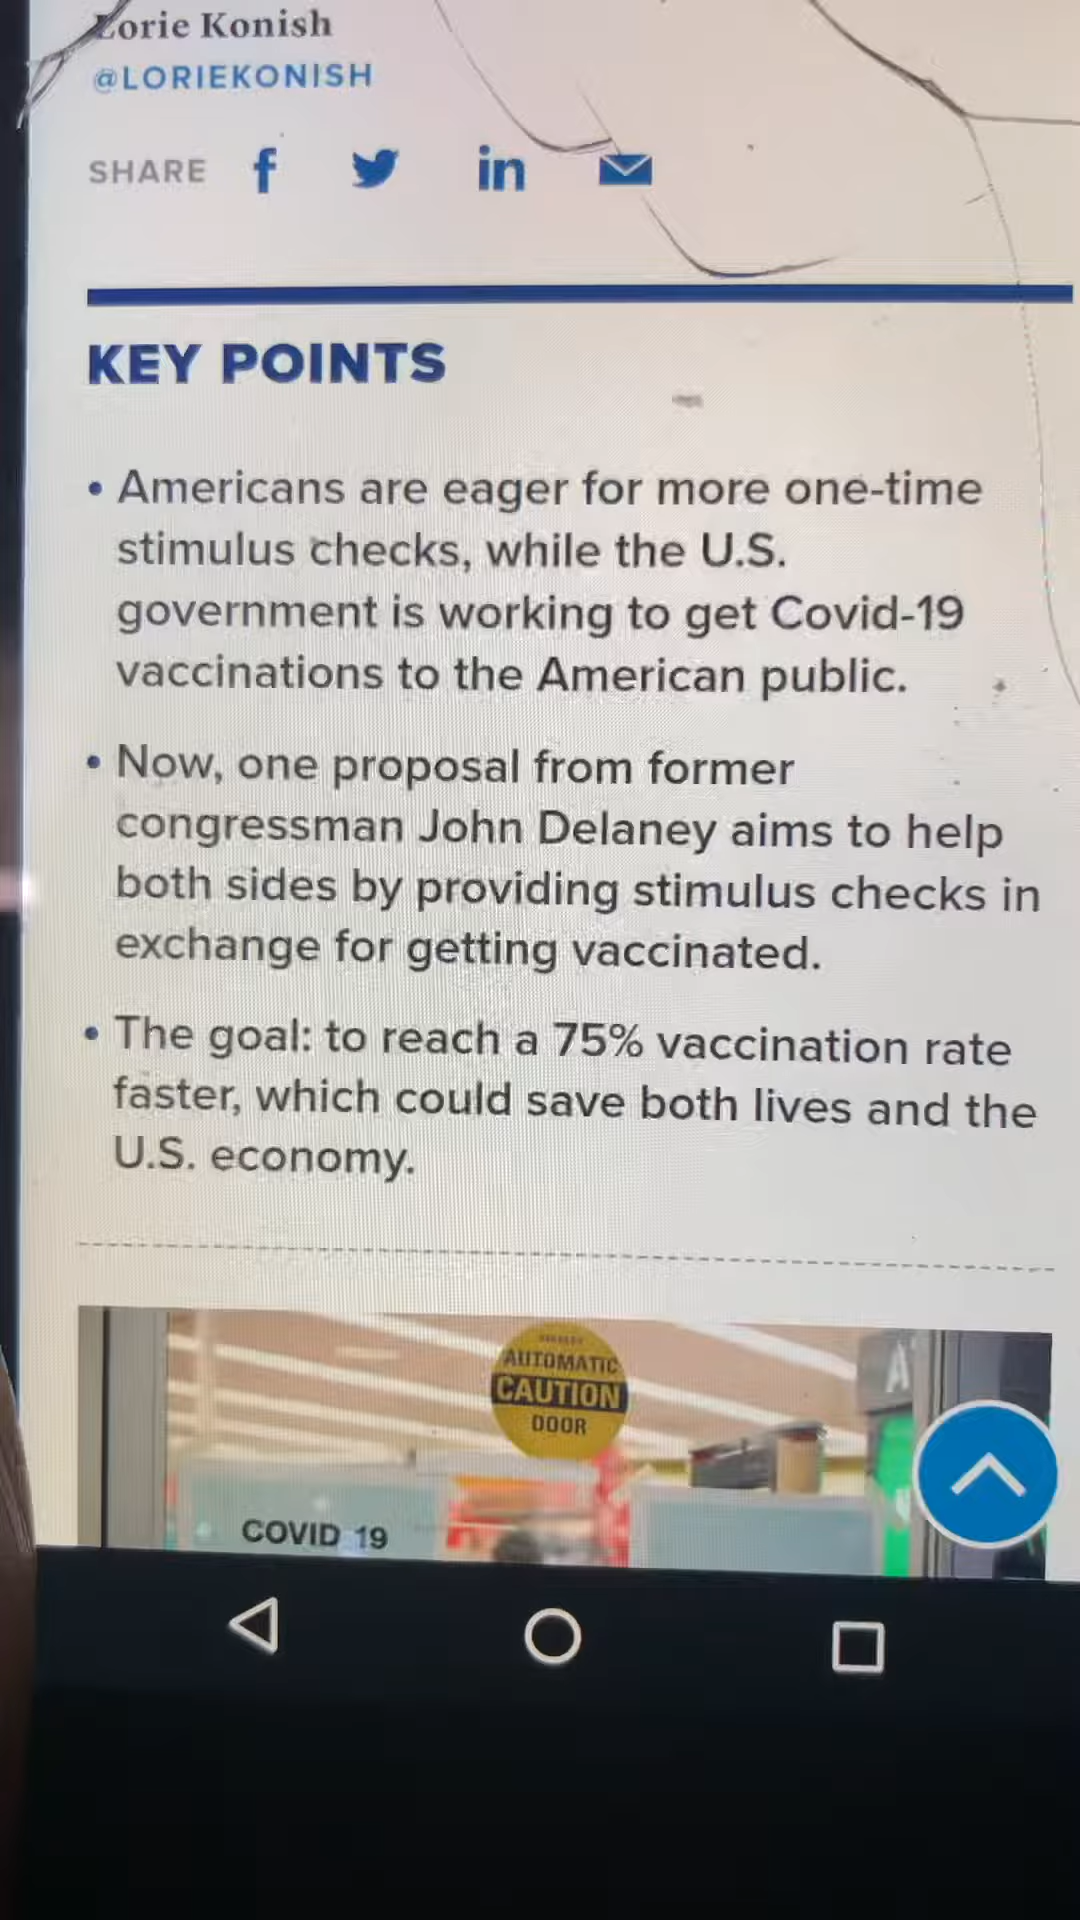 Lorie Konish
@LORIEKONISH
SHARE f in
KEY POINTS
• Americans are eager for more one-time
stimulus checks, while the U.S.
government is working to get Covid-19
vaccinations to the American public.
• Now, one proposal from former
congressman John Delaney aims to help
both sides by providing stimulus checks in
exchange for getting vaccinated.
• The goal: to reach a 75% vaccination rate
faster, which could save both lives and the
U.S. economy.
AUTOMATIC
CAUTION
DOOR
A
COVID 19